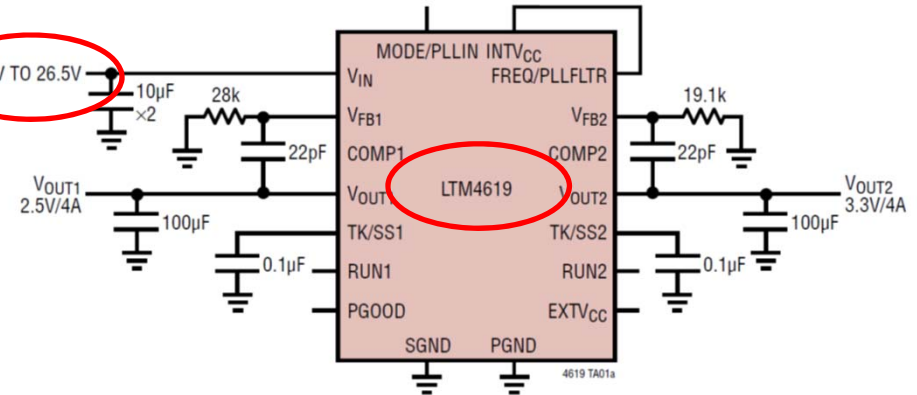 MODE/PLLIN INTVCC
V TO 26.5V
VIN
FREQ/PLLFLTR
10µF
×2
28k
VFB1
VFB2
19.1k
22pF
COMP1
COMP2
22pF
VOUT1
2.5V/4A
VOUT1
LTM4619
VOUT2
VOUT2
3.3V/4A
100µF
100µF
TK/SS1
TK/SS2
0.1µF
0.1µF
RUN1
RUN2
PGOOD
EXTVCC
SGND
PGND
4619 TA01a